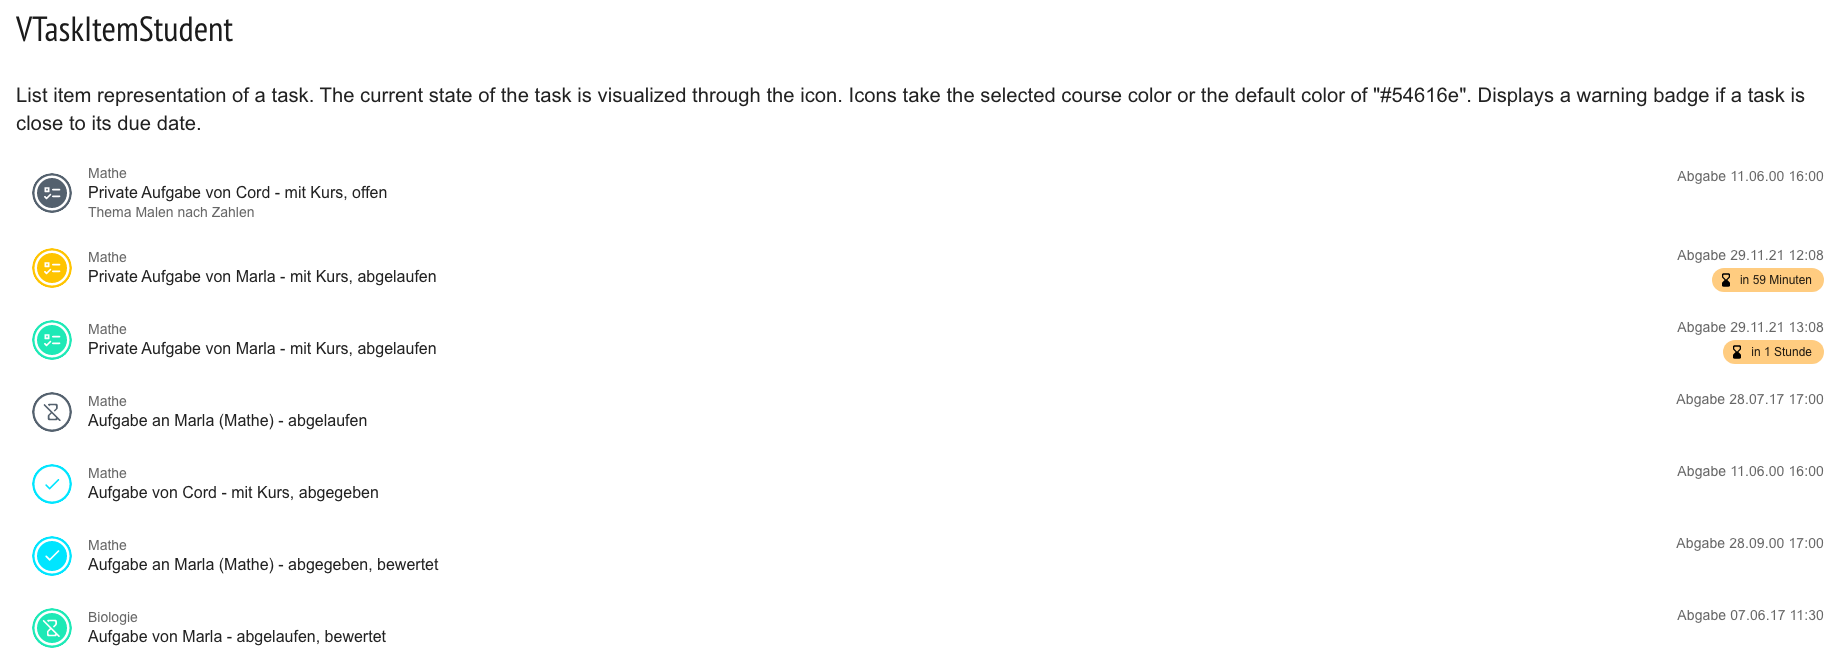 VTaskItemStudent
List item representation of a task. The current state of the task is visualized through the icon. Icons take the selected course color or the default color of "#54616e". Displays a warning badge if a task is
close to its due date.
Mathe
Private Aufgabe von Cord - mit Kurs, offen
Thema Malen nach Zahlen
Abgabe 11.06.00 16:00
Mathe
Private Aufgabe von Marla - mit Kurs, abgelaufen
Abgabe 29.11.21 12:08
in 59 Minuten
Mathe
Private Aufgabe von Marla - mit Kurs, abgelaufen
Abgabe 29.11.21 13:08
in 1 Stunde
Mathe
Aufgabe an Marla (Mathe) - abgelaufen
Abgabe 28.07.17 17:00
Mathe
Aufgabe von Cord - mit Kurs, abgegeben
Abgabe 11.06.00 16:00
Mathe
Aufgabe an Marla (Mathe) - abgegeben, bewertet
Abgabe 28.09.00 17:00
Biologie
Aufgabe von Marla - abgelaufen, bewertet
Abgabe 07.06.17 11:30